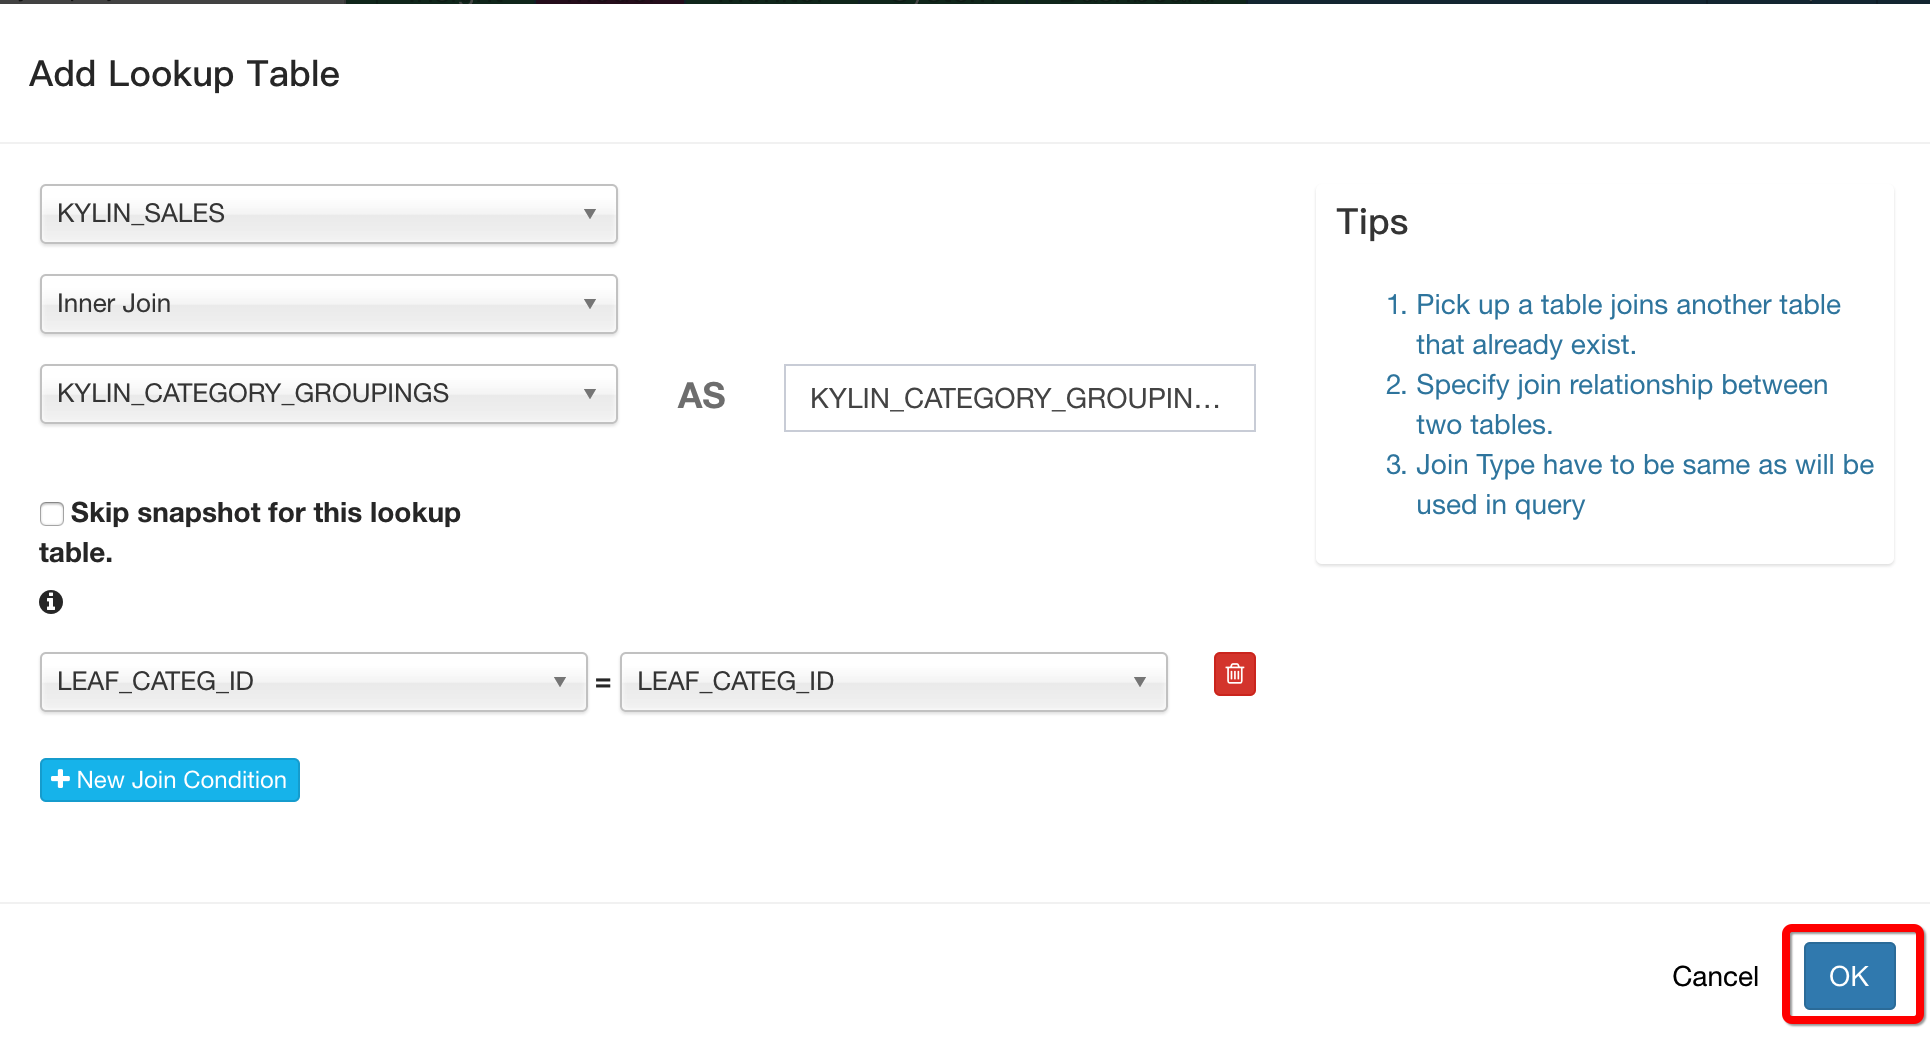 Add Lookup Table
KYLIN_SALES
Inner Join
KYLIN_CATEGORY_GROUPINGS
AS
KYLIN_CATEGORY_GROUPIN...
Skip snapshot for this lookup
table.
LEAF_CATEG_ID
=
LEAF_CATEG_ID
New Join Condition
Tips
1. Pick up a table joins another table
that already exist.
2. Specify join relationship between
two tables.
3. Join Type have to be same as will be
used in query
Cancel
OK